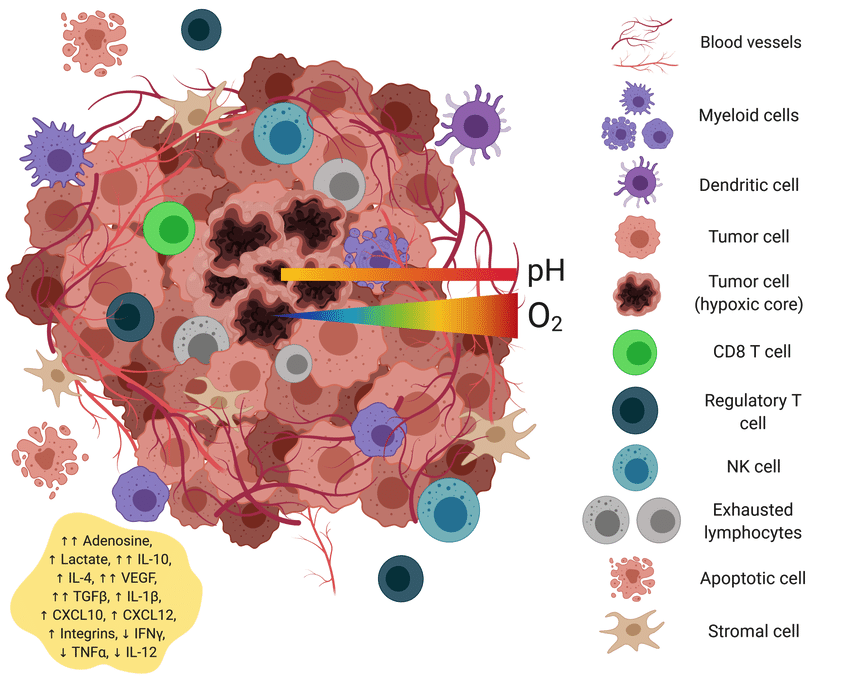 Blood vessels
Myeloid cells
Dendritic cell
Tumor cell
Tumor cell
(hypoxic core)
CD8 T cell
Regulatory T
cell
NK cell
Exhausted
lymphocytes
Apoptotic cell
Stromal cell
pH
O₂
↑↑ Adenosine,
↑ Lactate, ↑↑ IL-10,
↑ IL-4, ↑↑ VEGF,
↑↑ TGFβ, ↑ IL-1β,
↑ CXCL10, ↑ CXCL12,
↑ Integrins, ↓ IFNγ,
↓ TNFα, ↓ IL-12